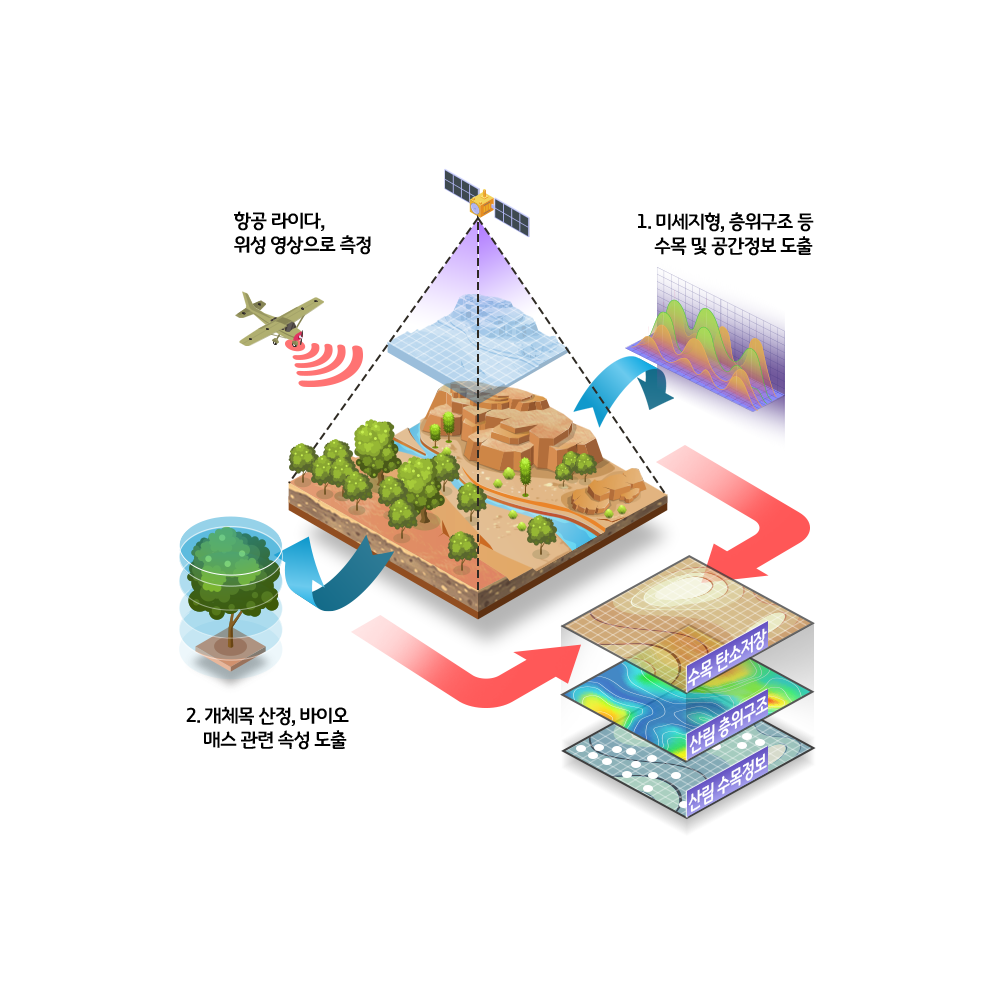 항공 라이다,
위성 영상으로 측정
1. 미세지형, 층위구조 등
수목 및 공간정보 도출
2. 개체목 산정, 바이오
매스 관련 속성 도출
수목 탄소저장
산림 층위구조
산림 수목정보